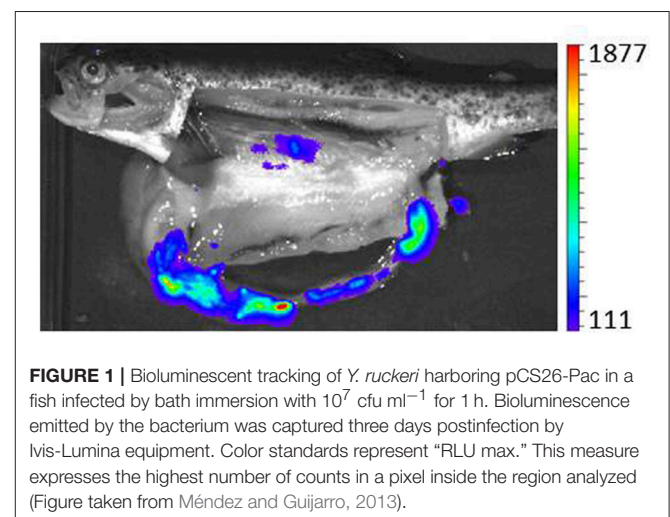 1877
111
FIGURE 1 | Bioluminescent tracking of Y. ruckeri harboring pCS26-Pac in a
fish infected by bath immersion with 10⁷ cfu ml⁻¹ for 1 h. Bioluminescence
emitted by the bacterium was captured three days postinfection by
Ivis-Lumina equipment. Color standards represent “RLU max.” This measure
expresses the highest number of counts in a pixel inside the region analyzed
(Figure taken from Méndez and Guijarro, 2013).